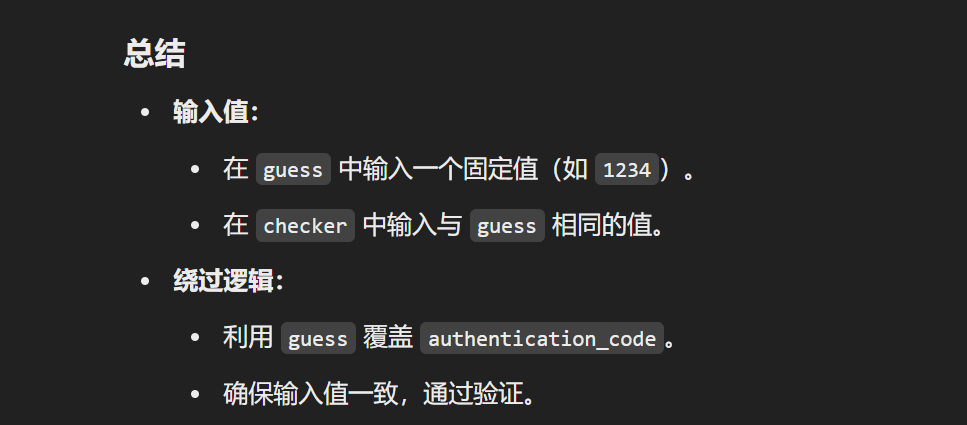 总结
输入值：
在 guess 中输入一个固定值（如 1234）。
在 checker 中输入与 guess 相同的值。
绕过逻辑：
利用 guess 覆盖 authentication_code。
确保输入值一致，通过验证。